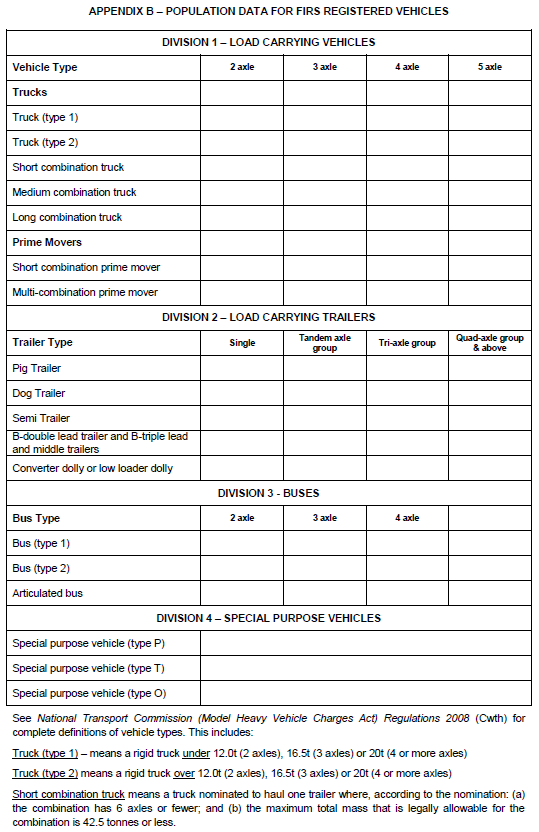 APPENDIX B – POPULATION DATA FOR FIRS REGISTERED VEHICLES
DIVISION 1 – LOAD CARRYING VEHICLES
Vehicle Type 2 axle 3 axle 4 axle 5 axle
Trucks
Truck (type 1)
Truck (type 2)
Short combination truck
Medium combination truck
Long combination truck
Prime Movers
Short combination prime mover
Multi-combination prime mover
DIVISION 2 – LOAD CARRYING TRAILERS
Trailer Type Single Tandem axle group Tri-axle group Quad-axle group & above
Pig Trailer
Dog Trailer
Semi Trailer
B-double lead trailer and B-triple lead
and middle trailers
Converter dolly or low loader dolly
DIVISION 3 - BUSES
Bus Type 2 axle 3 axle 4 axle
Bus (type 1)
Bus (type 2)
Articulated bus
DIVISION 4 – SPECIAL PURPOSE VEHICLES
Special purpose vehicle (type P)
Special purpose vehicle (type T)
Special purpose vehicle (type O)
See National Transport Commission (Model Heavy Vehicle Charges Act) Regulations 2008 (Cwth) for
complete definitions of vehicle types. This includes:
Truck (type 1) – means a rigid truck under 12.0t (2 axles), 16.5t (3 axles) or 20t (4 or more axles)
Truck (type 2) means a rigid truck over 12.0t (2 axles), 16.5t (3 axles) or 20t (4 or more axles)
Short combination truck means a truck nominated to haul one trailer where, according to the nomination: (a)
the combination has 6 axles or fewer; and (b) the maximum total mass that is legally allowable for the
combination is 42.5 tonnes or less.